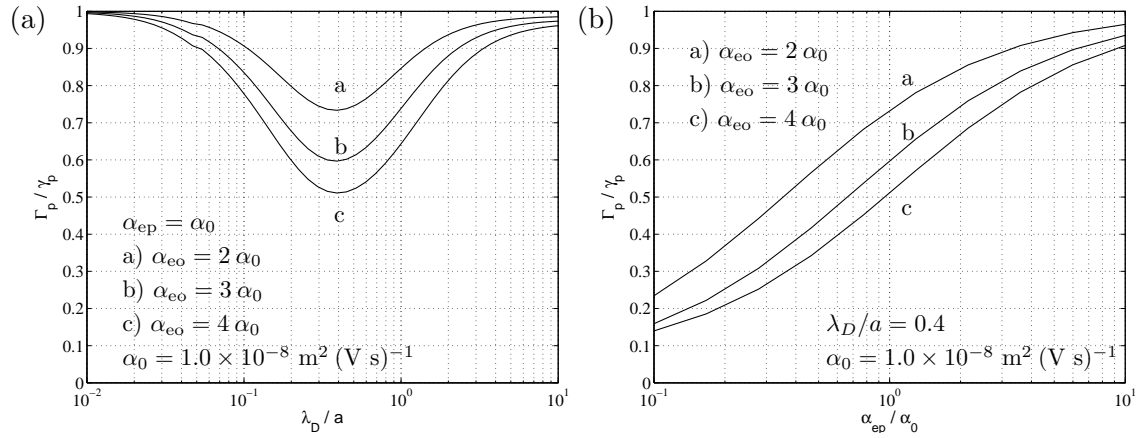 (a)
1
0.9
0.8
0.7
0.6
0.5
0.4
0.3
0.2
0.1
0
Γp / γp
a
b
c
αep = α0
a) αeo = 2 α0
b) αeo = 3 α0
c) αeo = 4 α0
α0 = 1.0 × 10−8 m2 (V s)−1
10−2 10−1 100 101
λD / a
(b)
1
0.9
0.8
0.7
0.6
0.5
0.4
0.3
0.2
0.1
0
Γp / γp
a) αeo = 2 α0
b) αeo = 3 α0
c) αeo = 4 α0
a
b
c
λD/a = 0.4
α0 = 1.0 × 10−8 m2 (V s)−1
10−1 100 101
αep / α0